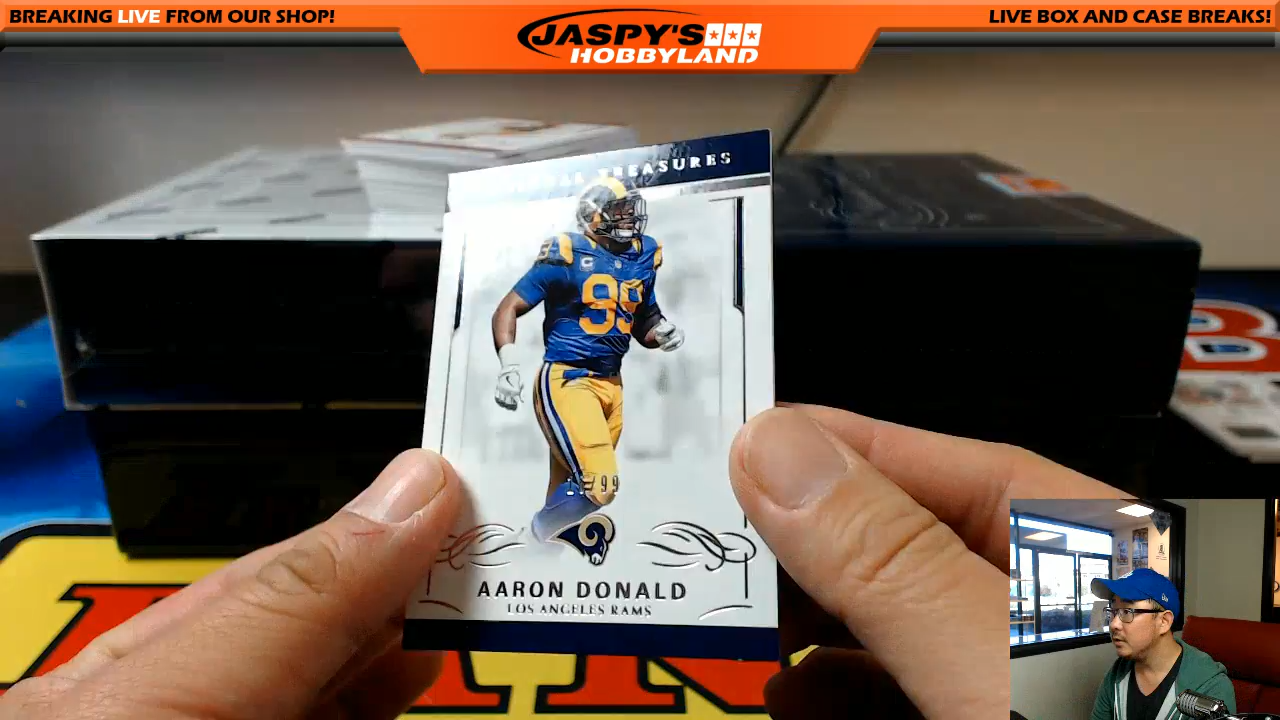 BREAKING LIVE FROM OUR SHOP!
JASPY'S
HOBBYLAND
LIVE BOX AND CASE BREAKS!
TREASURES
C
99
99
AARON DONALD
LOS ANGELES RAMS